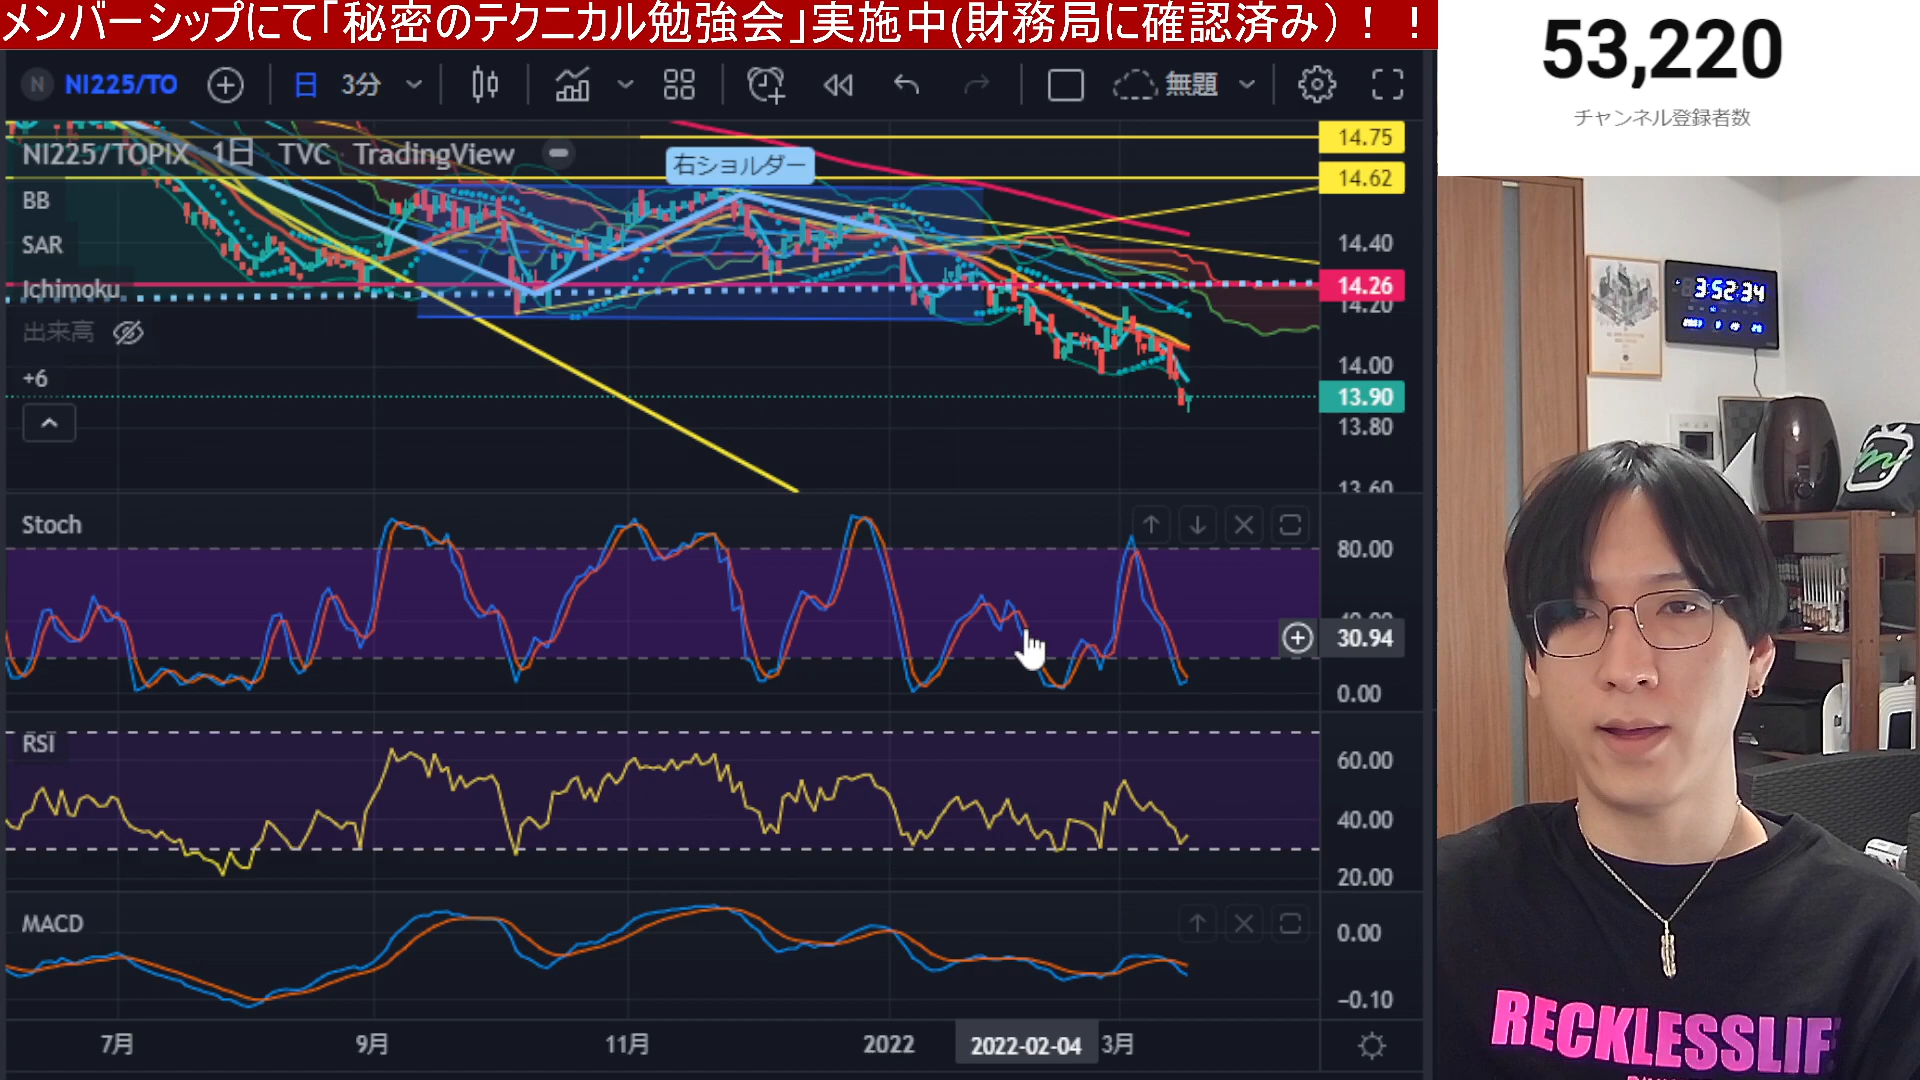 メンバーシップにて「秘密のテクニカル勉強会」実施中(財務局に確認済み）！！
53,220
チャンネル登録者数
N NI225/TO 日 3分 無題
NI225/TOPIX 1日 TVC TradingView
右ショルダー
BB
SAR
Ichimoku
出来高
+6
14.75
14.62
14.40
14.26
14.20
14.00
13.90
13.80
13.60
Stoch
80.00
30.94
0.00
RSI
60.00
40.00
20.00
MACD
0.00
-0.10
7月 9月 11月 2022 2022-02-04 3月
3:52:34
RECKLESSLIF